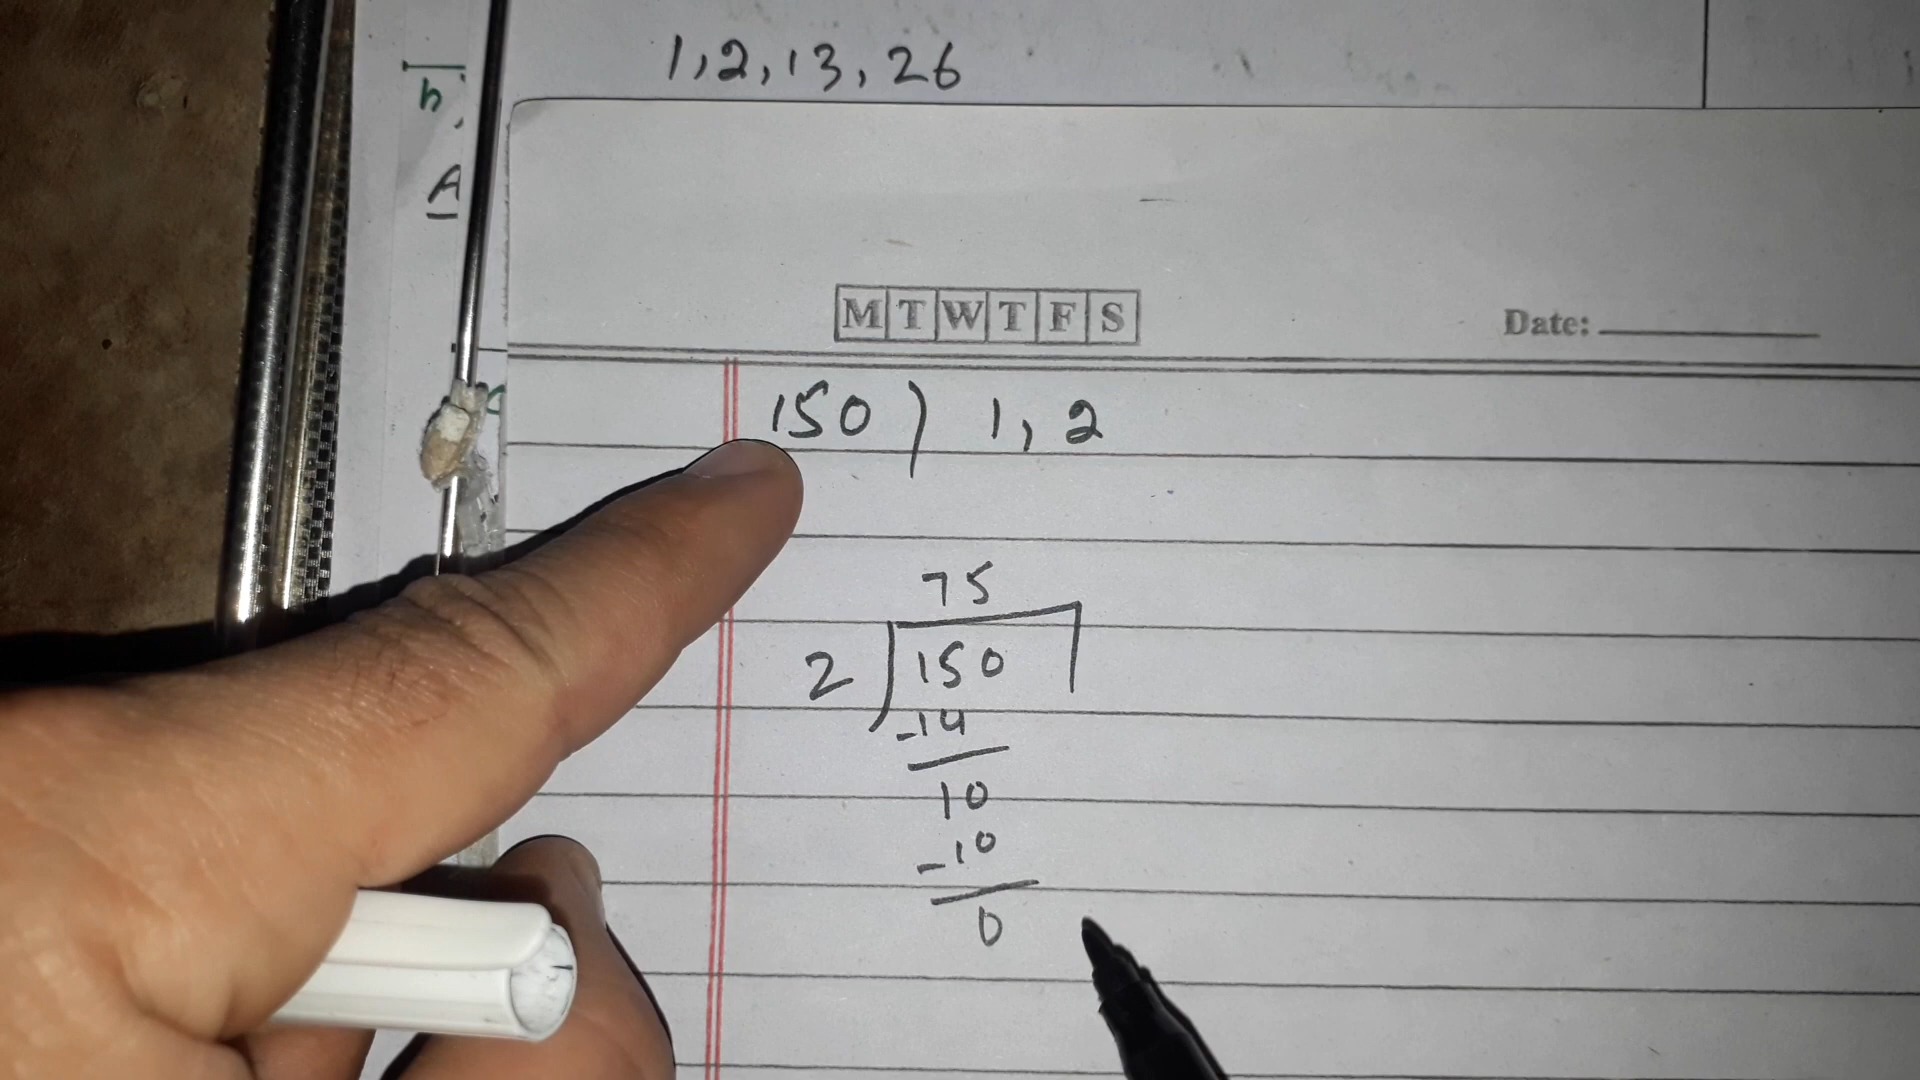 1, 2, 13, 26
h
A
M T W T F S
Date:
150 ) 1, 2
75
2 150
-14
10
-10
0